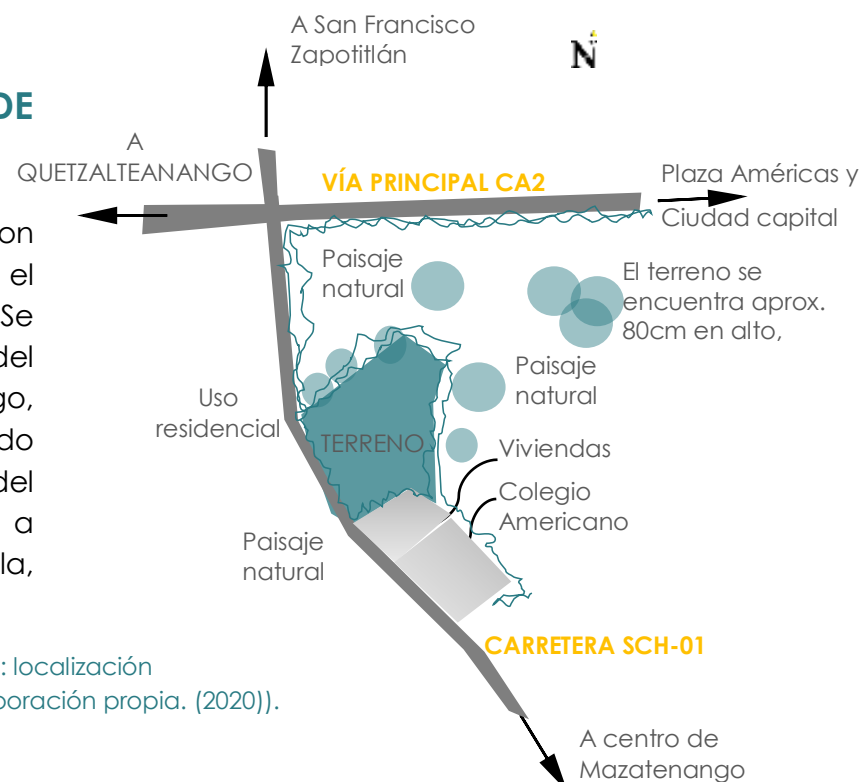 A San Francisco
Zapotitlán
N
DE
A
QUETZALTEANANGO
VÍA PRINCIPAL CA2
Plaza Américas y
Ciudad capital
on
el
Se
del
go,
do
del
a
la,
Paisaje
natural
El terreno se
encuentra aprox.
80cm en alto,
Paisaje
natural
Uso
residencial
TERRENO
Viviendas
Colegio
Americano
Paisaje
natural
CARRETERA SCH-01
: localización
boración propia. (2020)).
A centro de
Mazatenango